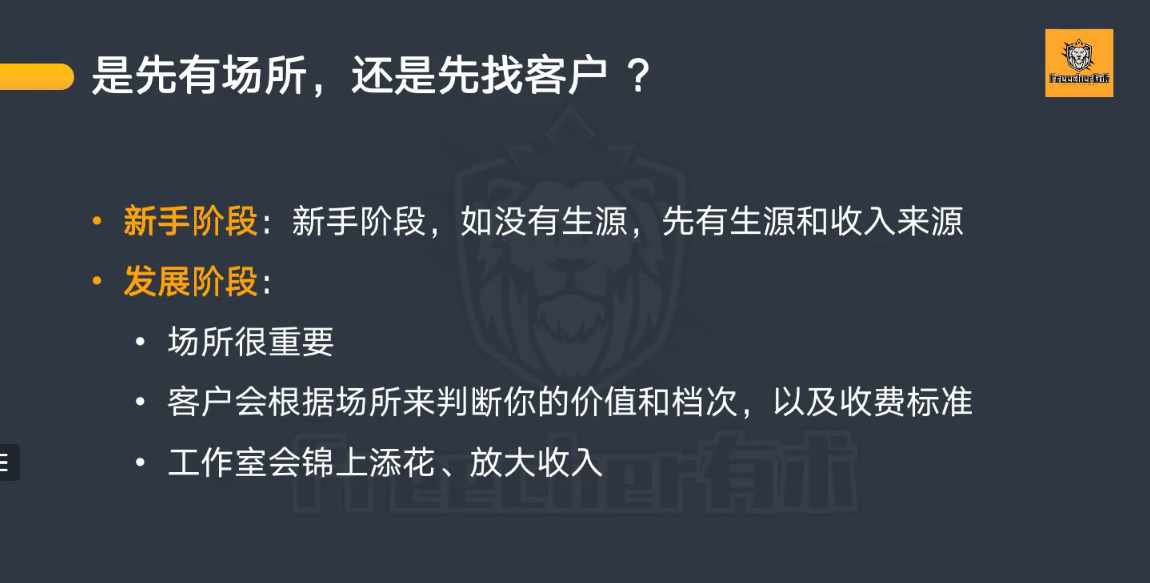 是先有场所，还是先找客户 ？
Freecher有术
• 新手阶段：新手阶段，如没有生源，先有生源和收入来源
• 发展阶段：
• 场所很重要
• 客户会根据场所来判断你的价值和档次，以及收费标准
• 工作室会锦上添花、放大收入
Freecher有术